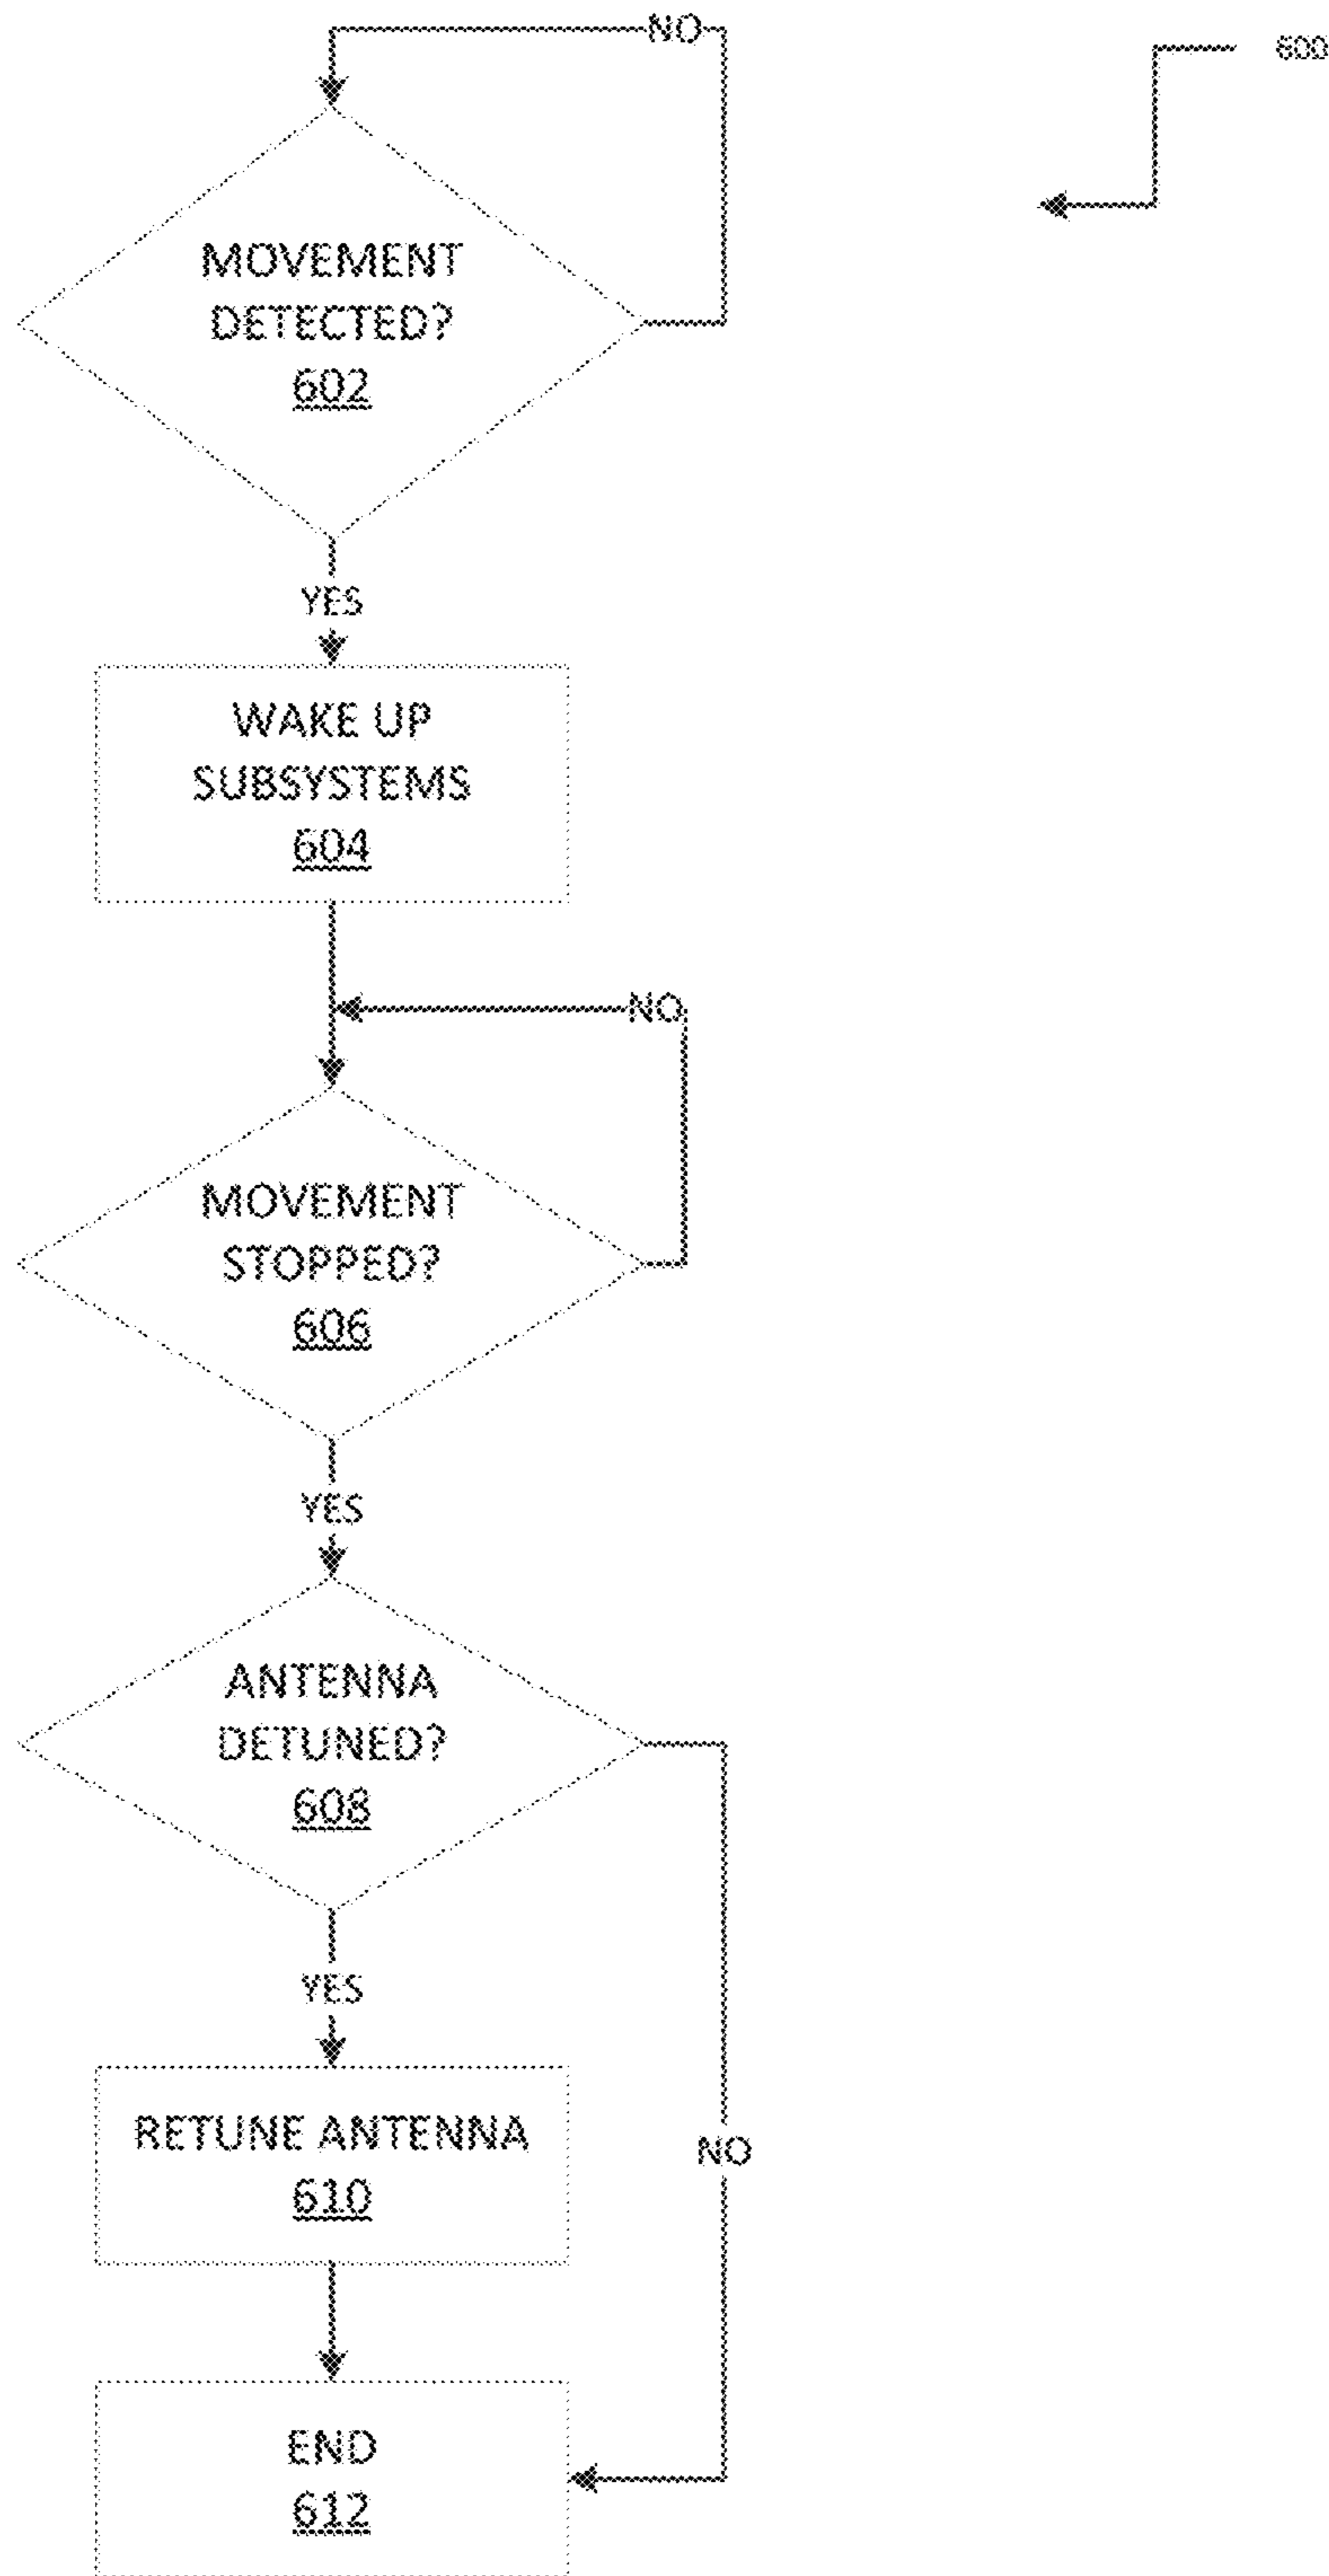 NO
600
MOVEMENT
DETECTED?
602
YES
WAKE UP
SUBSYSTEMS
604
NO
MOVEMENT
STOPPED?
606
YES
ANTENNA
DETUNED?
608
YES
RETUNE ANTENNA
610
NO
END
612